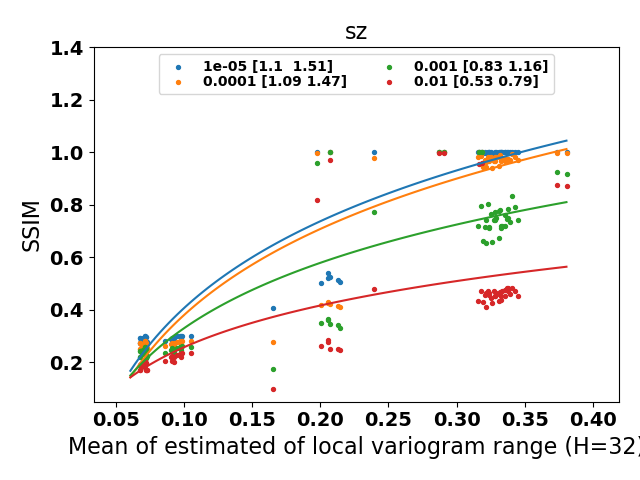 sz
1.4
1e-05 [1.1  1.51]
0.001 [0.83 1.16]
0.0001 [1.09 1.47]
0.01 [0.53 0.79]
1.2
1.0
0.8
0.6
0.4
0.2
SSIM
0.05 0.10 0.15 0.20 0.25 0.30 0.35 0.40
Mean of estimated of local variogram range (H=32)